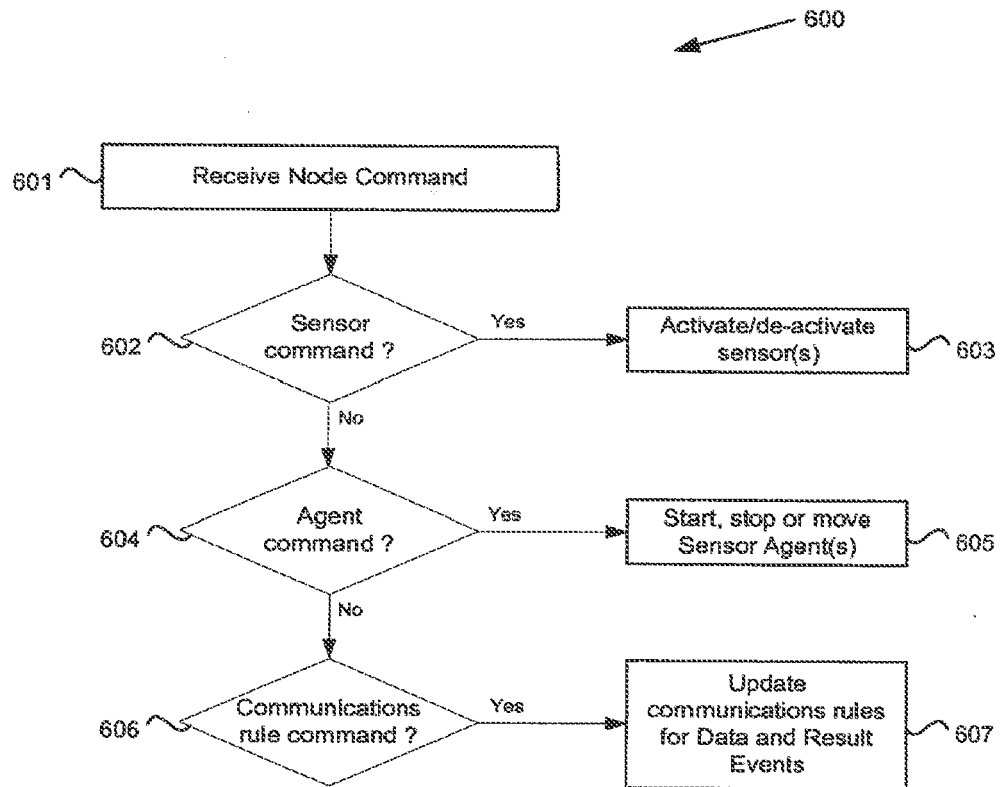 600
601
Receive Node Command
602
Sensor
command ?
Yes
Activate/de-activate
sensor(s)
603
No
604
Agent
command ?
Yes
Start, stop or move
Sensor Agent(s)
605
No
606
Communications
rule command ?
Yes
Update
communications rules
for Data and Result
Events
607